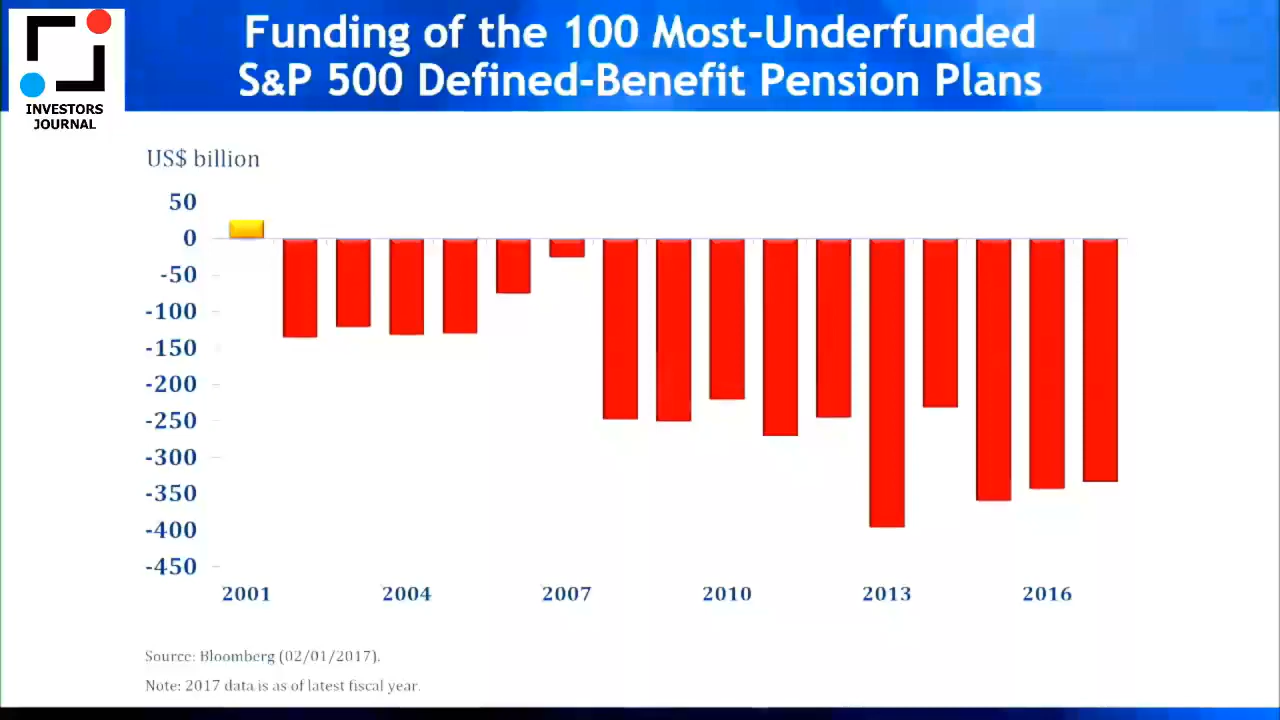 Funding of the 100 Most-Underfunded
S&P 500 Defined-Benefit Pension Plans
INVESTORS
JOURNAL
US$ billion
50
0
-50
-100
-150
-200
-250
-300
-350
-400
-450
2001 2004 2007 2010 2013 2016
Source: Bloomberg (02/01/2017).
Note: 2017 data is as of latest fiscal year.